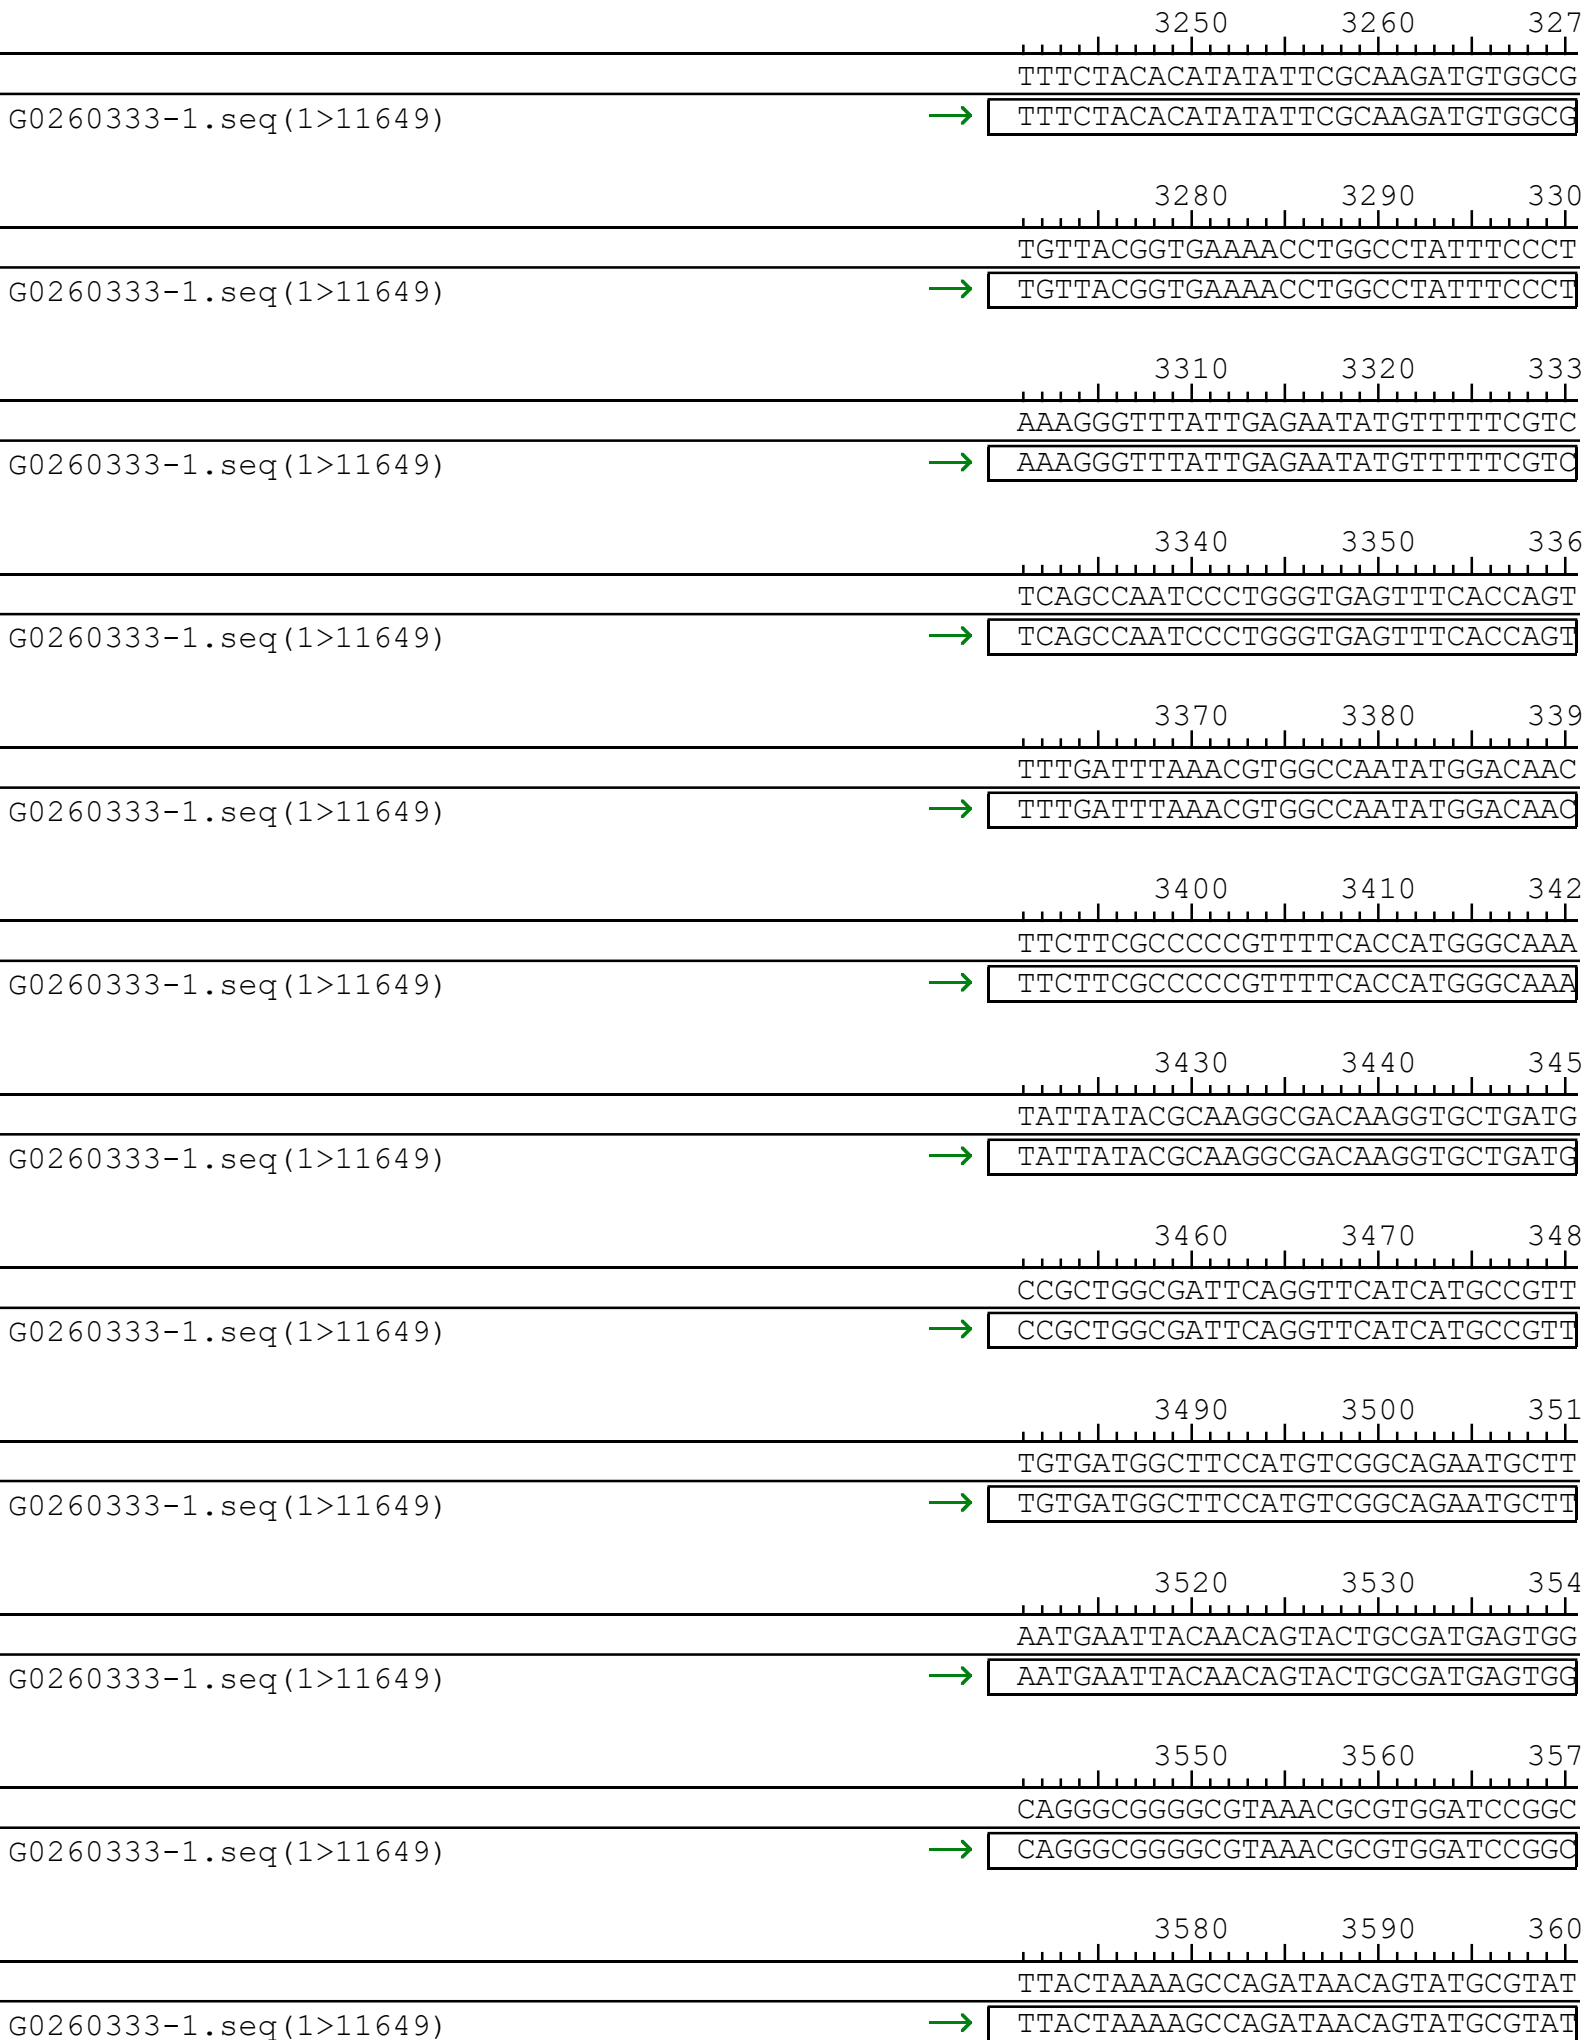 3250 3260 327
TTTCTACACATATATTCGCAAGATGTGGCG
G0260333-1.seq(1>11649) → TTTCTACACATATATTCGCAAGATGTGGCG
3280 3290 330
TGTTACGGTGAAAACCTGGCCTATTTCCCT
G0260333-1.seq(1>11649) → TGTTACGGTGAAAACCTGGCCTATTTCCCT
3310 3320 333
AAAGGGTTTATTGAGAATATGTTTTTCGTC
G0260333-1.seq(1>11649) → AAAGGGTTTATTGAGAATATGTTTTTCGTC
3340 3350 336
TCAGCCAATCCCTGGGTGAGTTTCACCAGT
G0260333-1.seq(1>11649) → TCAGCCAATCCCTGGGTGAGTTTCACCAGT
3370 3380 339
TTTGATTTAAACGTGGCCAATATGGACAAC
G0260333-1.seq(1>11649) → TTTGATTTAAACGTGGCCAATATGGACAAC
3400 3410 342
TTCTTCGCCCCCGTTTTCACCATGGGCAAA
G0260333-1.seq(1>11649) → TTCTTCGCCCCCGTTTTCACCATGGGCAAA
3430 3440 345
TATTATACGCAAGGCGACAAGGTGCTGATG
G0260333-1.seq(1>11649) → TATTATACGCAAGGCGACAAGGTGCTGATG
3460 3470 348
CCGCTGGCGATTCAGGTTCATCATGCCGTT
G0260333-1.seq(1>11649) → CCGCTGGCGATTCAGGTTCATCATGCCGTT
3490 3500 351
TGTGATGGCTTCCATGTCGGCAGAATGCTT
G0260333-1.seq(1>11649) → TGTGATGGCTTCCATGTCGGCAGAATGCTT
3520 3530 354
AATGAATTACAACAGTACTGCGATGAGTGG
G0260333-1.seq(1>11649) → AATGAATTACAACAGTACTGCGATGAGTGG
3550 3560 357
CAGGGCGGGGCGTAAACGCGTGGATCCGGC
G0260333-1.seq(1>11649) → CAGGGCGGGGCGTAAACGCGTGGATCCGGC
3580 3590 360
TTACTAAAAGCCAGATAACAGTATGCGTAT
G0260333-1.seq(1>11649) → TTACTAAAAGCCAGATAACAGTATGCGTAT